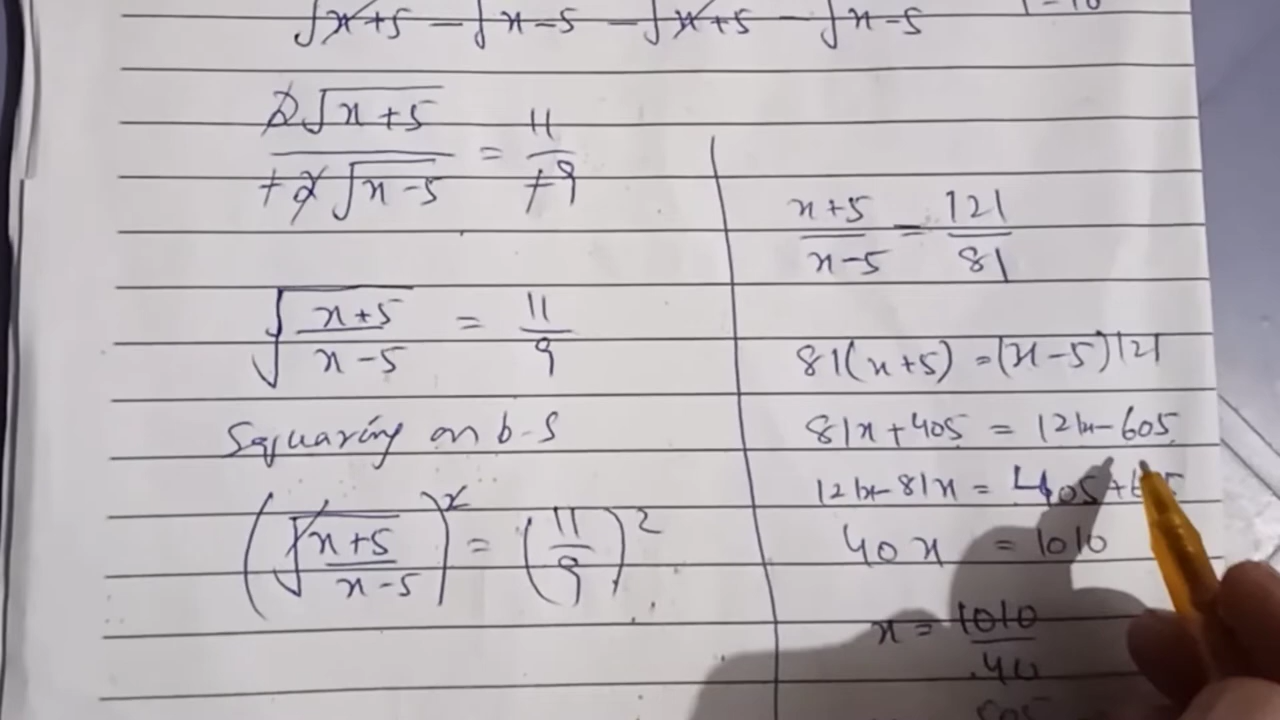 √x+5 − √x−5 − √x+5 − √x−5
2√x+5 / +2√x−5 = 11 / +9
√(x+5 / x−5) = 11 / 9
Squaring on b-S
(√(x+5 / x−5))² = (11 / 9)²
x+5 / x−5 = 121 / 81
81(x+5) = (x−5)121
81x+405 = 121x−605
121x−81x = 405+605
40x = 1010
x = 1010 / 40
505